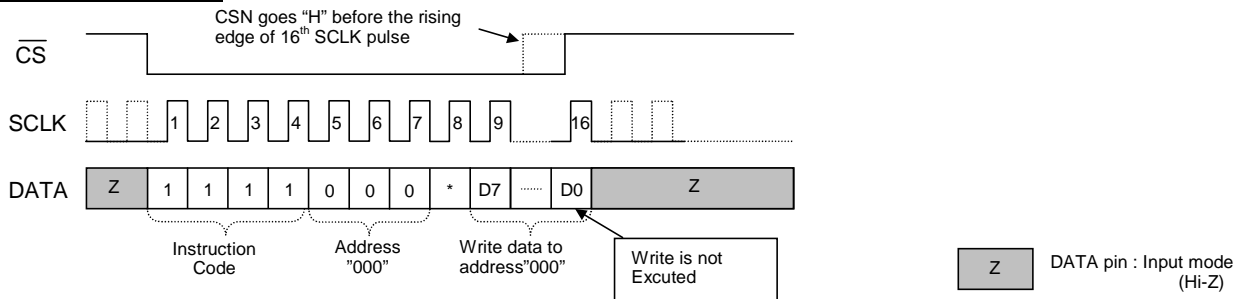 CSN goes “H” before the rising
edge of 16th SCLK pulse
CS
SCLK 1 2 3 4 5 6 7 8 9 16
DATA Z 1 1 1 1 0 0 0 * D7 ...... D0 Z
Instruction
Code
Address
”000”
Write data to
address”000”
Write is not
Excuted
Z DATA pin : Input mode
(Hi-Z)